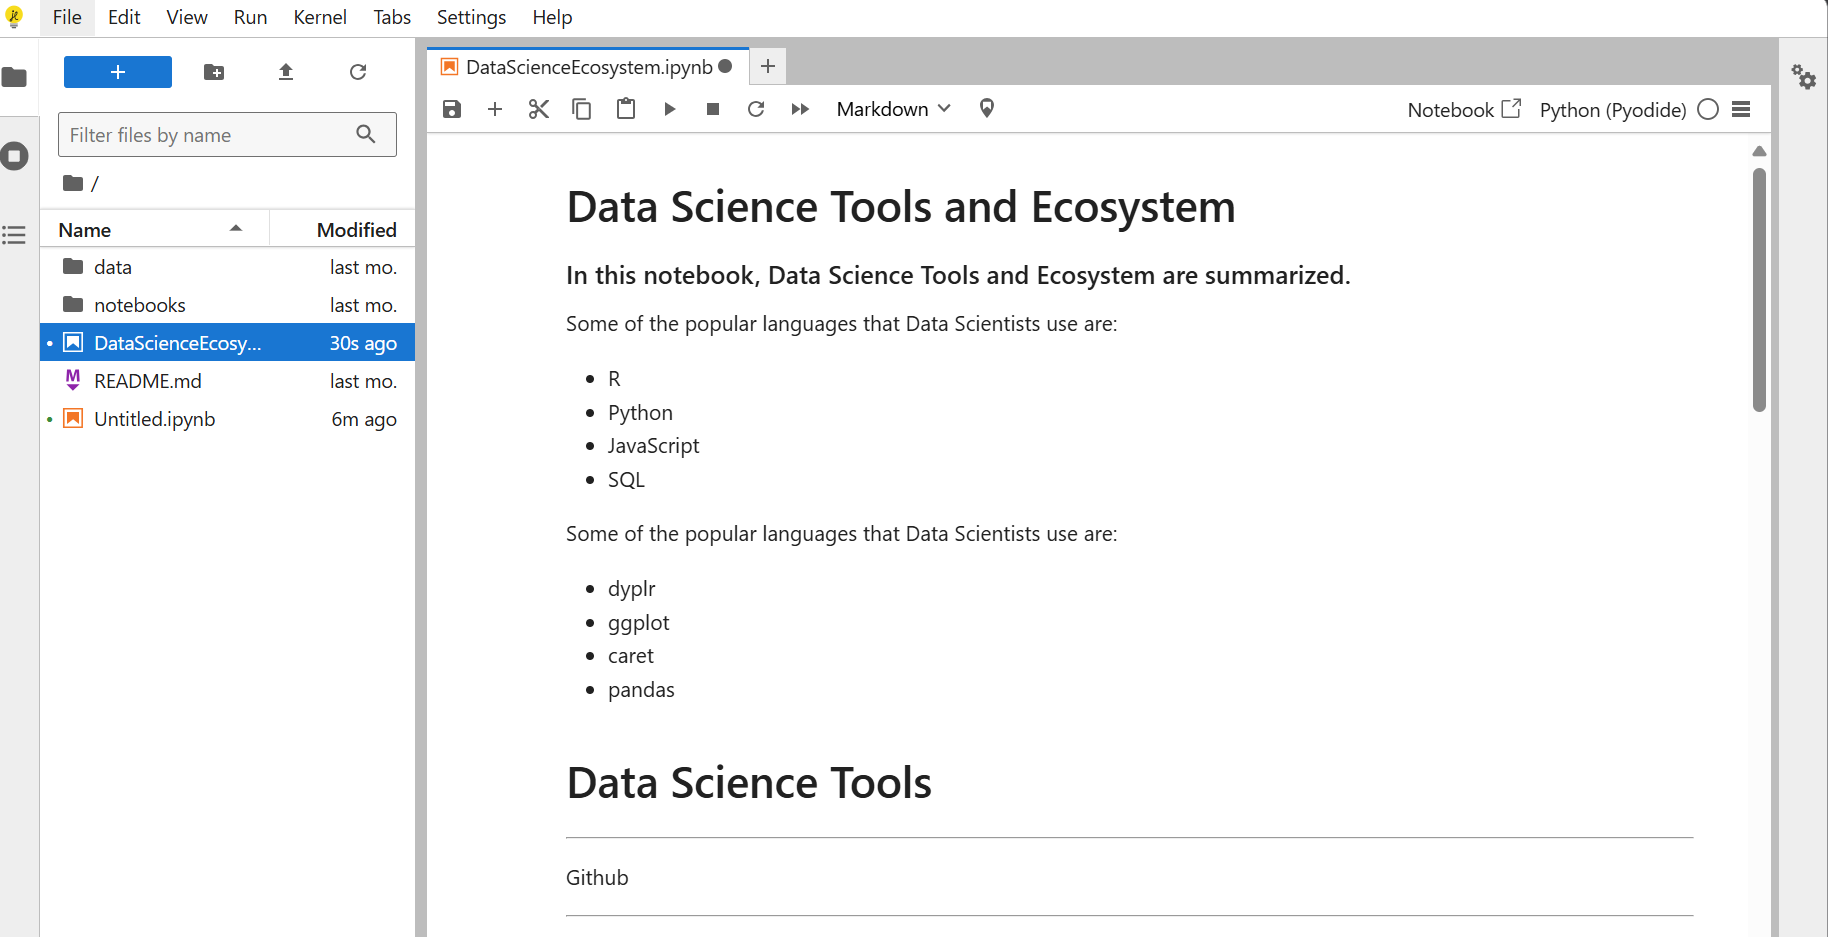 File Edit View Run Kernel Tabs Settings Help
Filter files by name
/
Name Modified
data last mo.
notebooks last mo.
DataScienceEcosy... 30s ago
README.md last mo.
Untitled.ipynb 6m ago
DataScienceEcosystem.ipynb
Markdown Notebook Python (Pyodide)
Data Science Tools and Ecosystem
In this notebook, Data Science Tools and Ecosystem are summarized.
Some of the popular languages that Data Scientists use are:
R
Python
JavaScript
SQL
Some of the popular languages that Data Scientists use are:
dyplr
ggplot
caret
pandas
Data Science Tools
Github